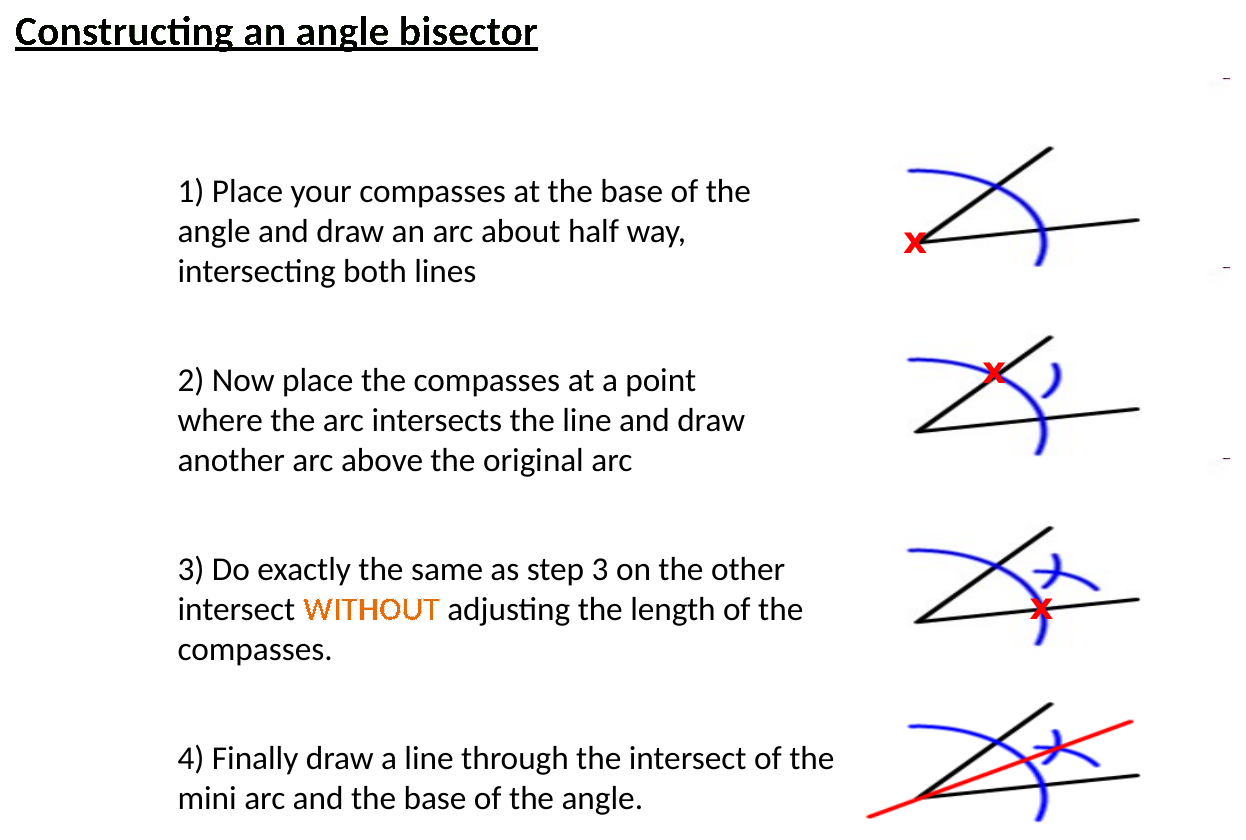 Constructing an angle bisector
1) Place your compasses at the base of the
angle and draw an arc about half way,
intersecting both lines
x
2) Now place the compasses at a point
where the arc intersects the line and draw
another arc above the original arc
x
3) Do exactly the same as step 3 on the other
intersect WITHOUT adjusting the length of the
compasses.
x
4) Finally draw a line through the intersect of the
mini arc and the base of the angle.